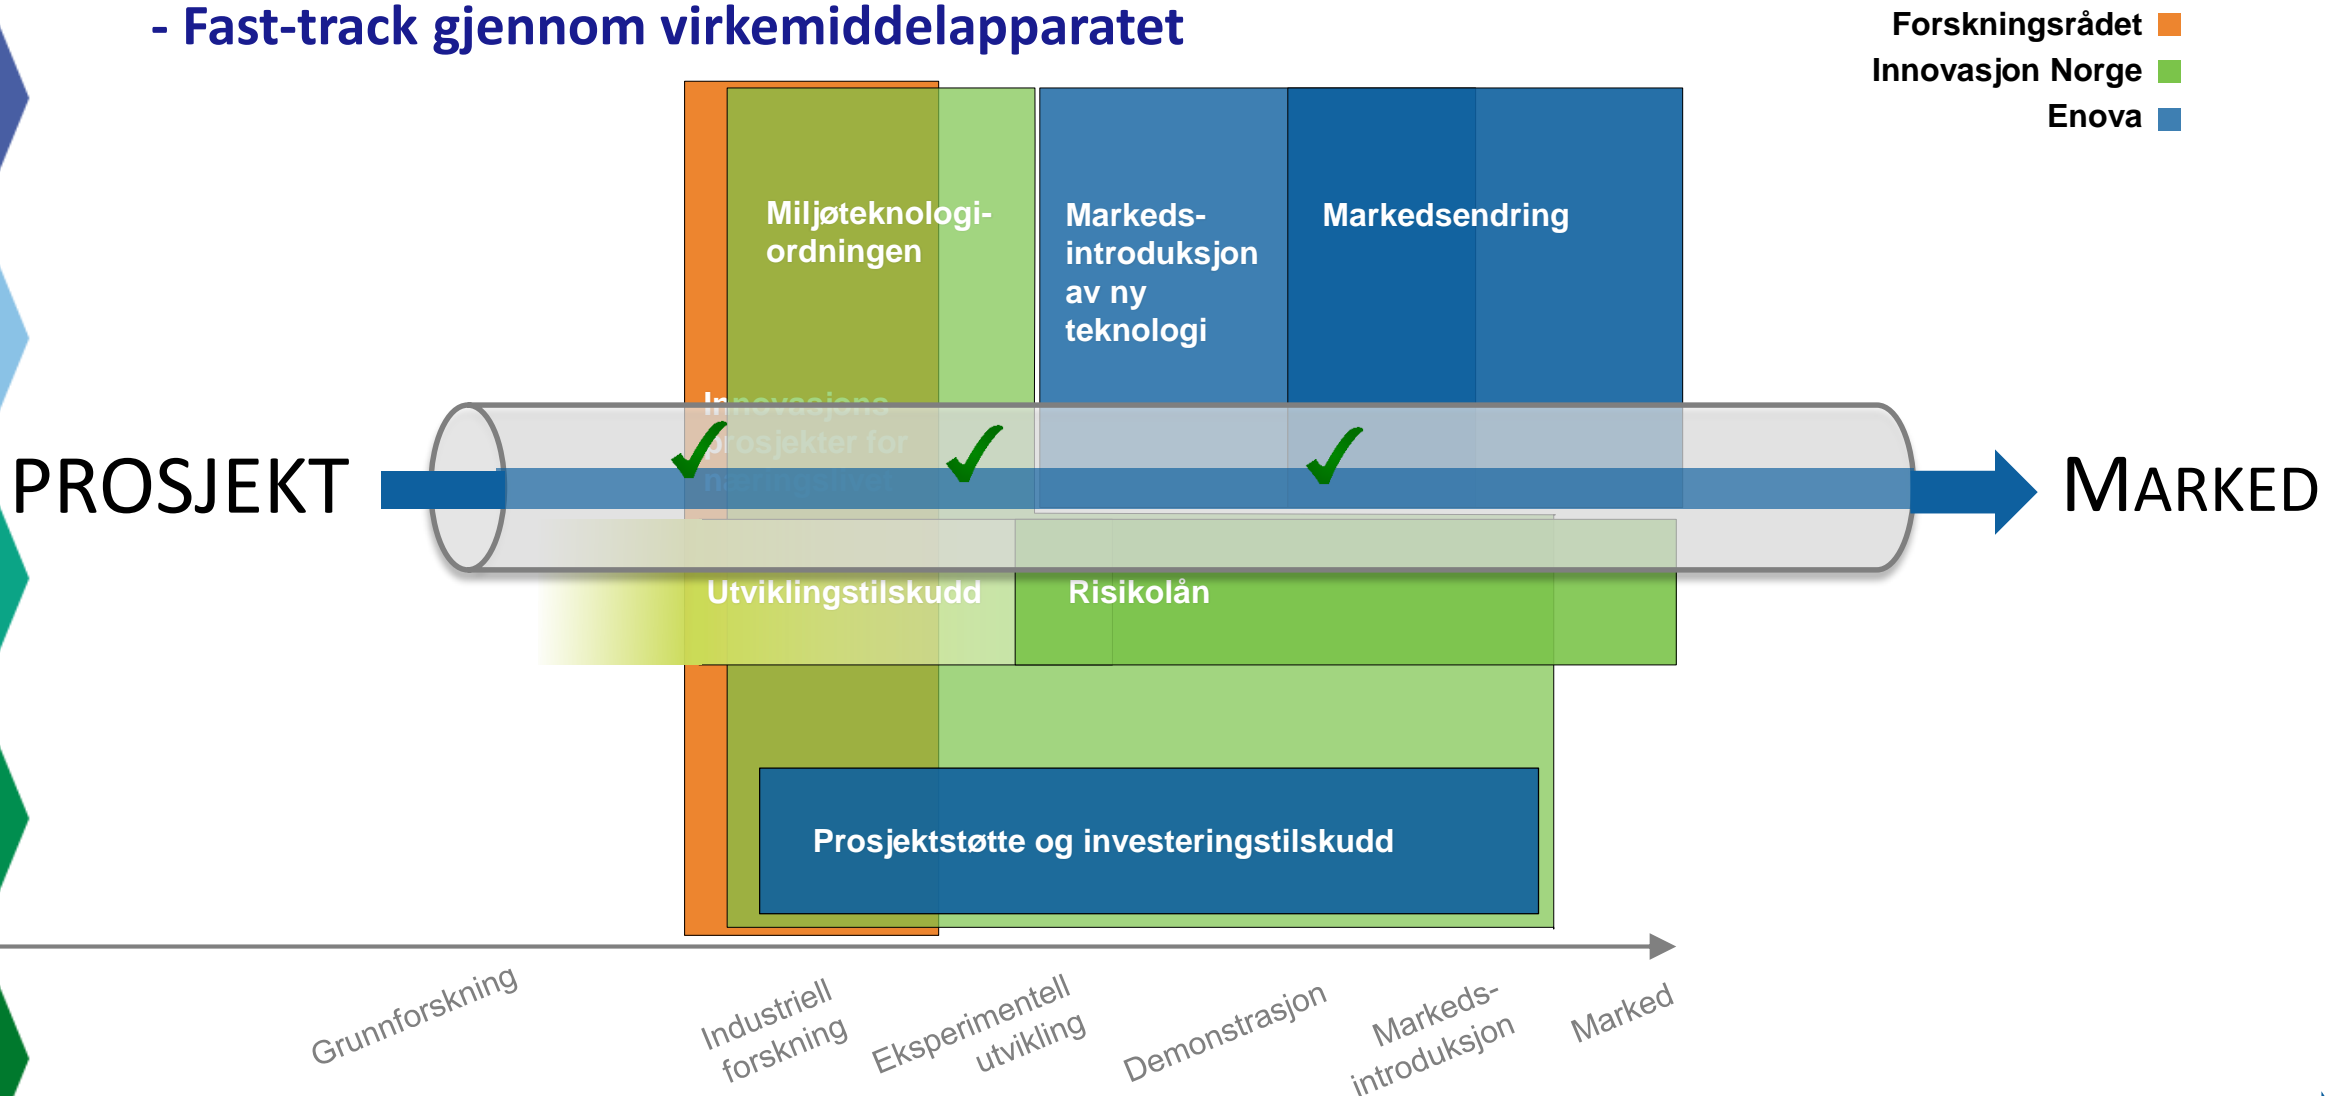 - Fast-track gjennom virkemiddelapparatet
Forskningsrådet
Innovasjon Norge
Enova
Miljøteknologi-
ordningen
Markeds-
introduksjon
av ny
teknologi
Markedsendring
Innovasjons
prosjekter for
PROSJEKT
MARKED
Utviklingstilskudd
Risikolån
Prosjektstøtte og investeringstilskudd
Grunnforskning
Industriell
forskning
Eksperimentell
utvikling
Demonstrasjon
Markeds-
introduksjon
Marked